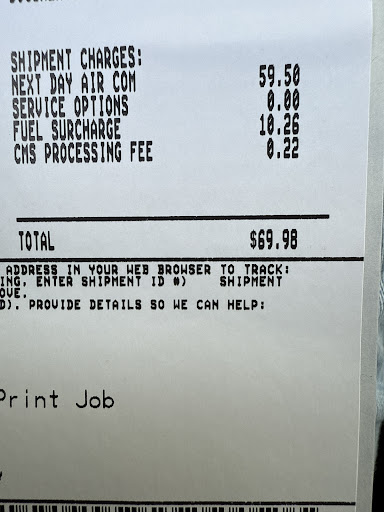 SHIPMENT CHARGES:
NEXT DAY AIR COM 59.50
SERVICE OPTIONS 0.00
FUEL SURCHARGE 10.26
CMS PROCESSING FEE 0.22
TOTAL $69.98
ADDRESS IN YOUR WEB BROWSER TO TRACK:
ING, ENTER SHIPMENT ID #) SHIPMENT
OVE.
D). PROVIDE DETAILS SO WE CAN HELP:
Print Job